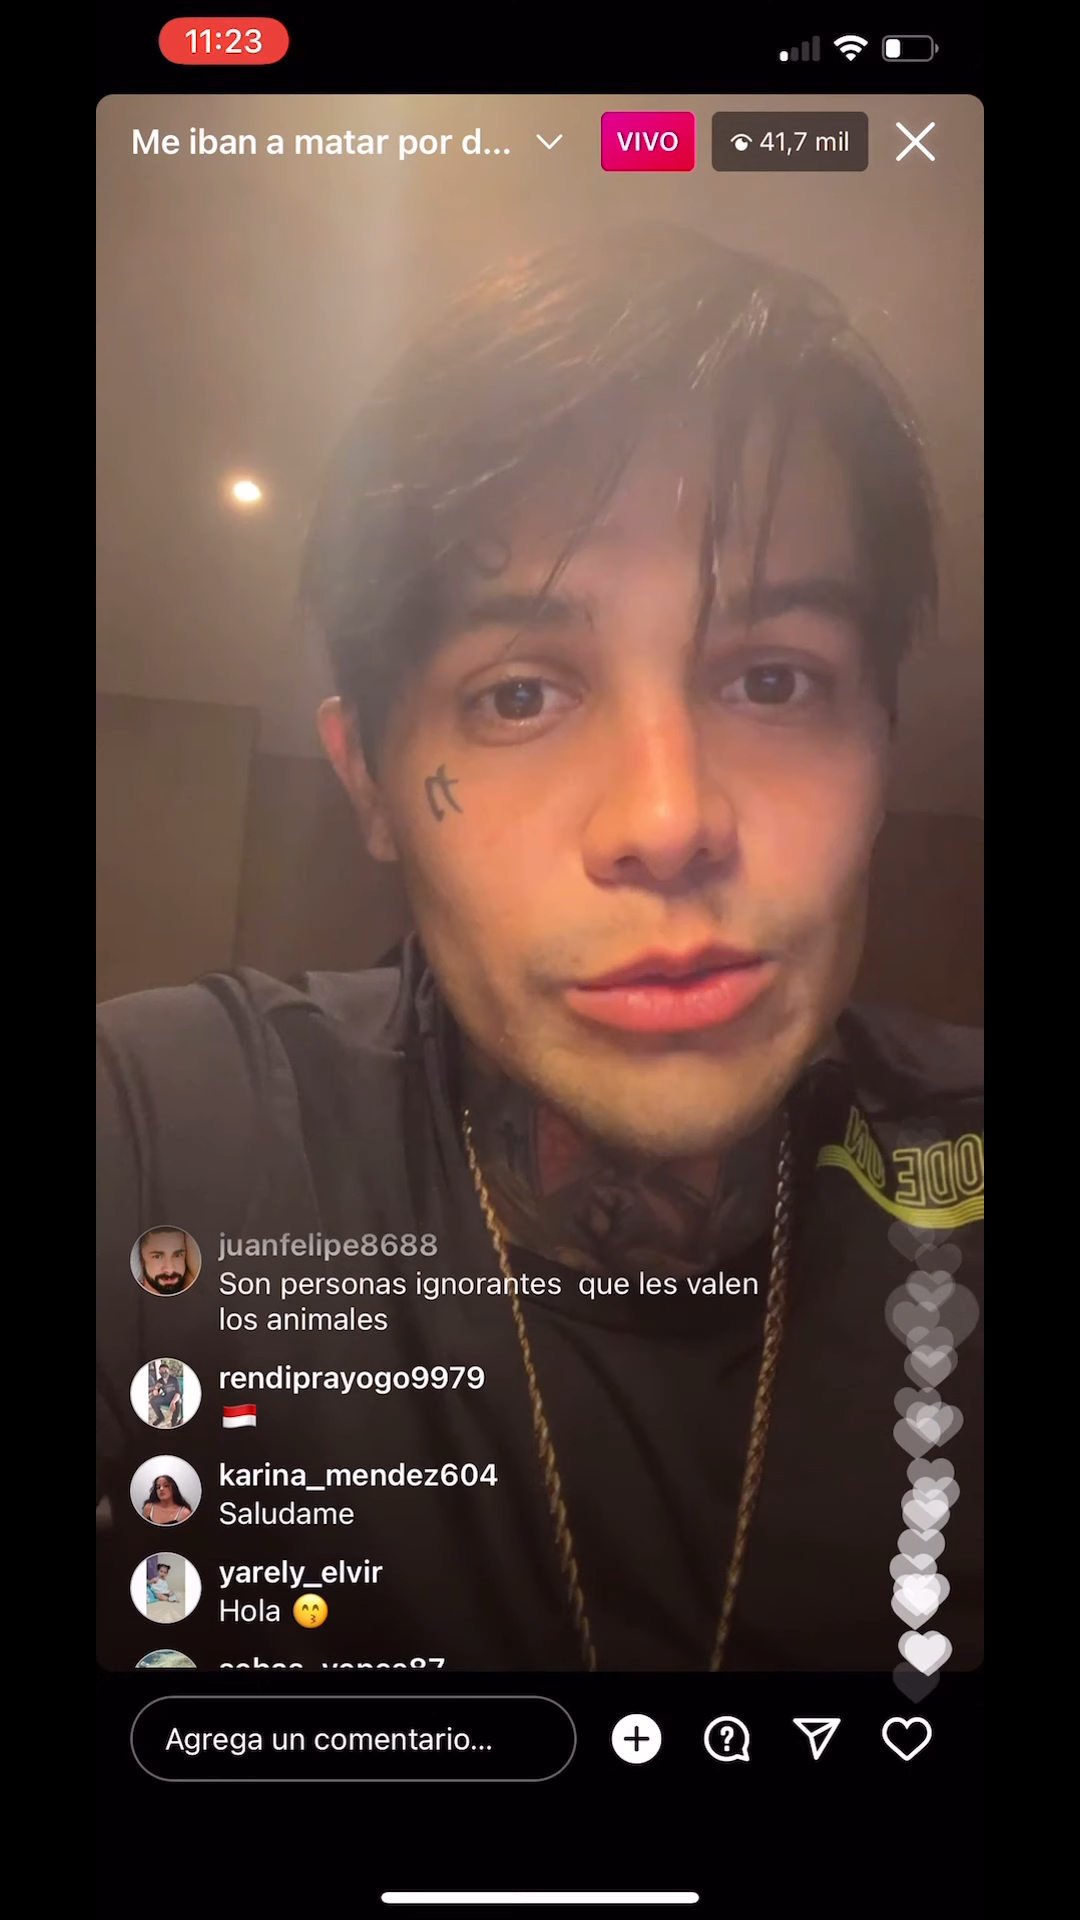 11:23
Me iban a matar por d...
VIVO
41,7 mil
juanfelipe8688
Son personas ignorantes que les valen
los animales
rendiprayogo9979
karina_mendez604
Saludame
yarely_elvir
Hola
Agrega un comentario...